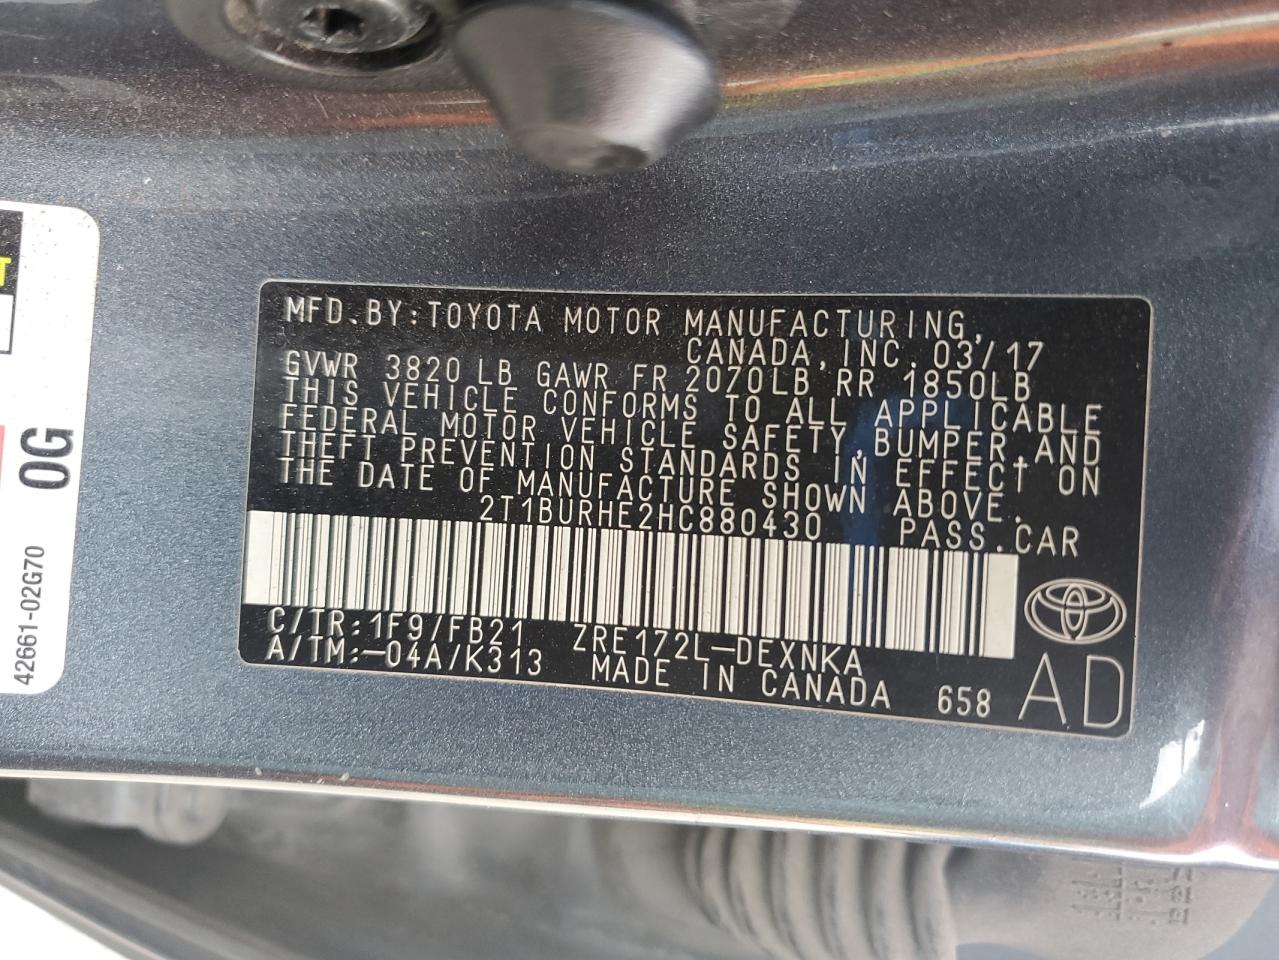 MFD.BY:TOYOTA MOTOR MANUFACTURING,
CANADA,INC. 03/17
GVWR 3820 LB GAWR FR 2070LB RR 1850LB
THIS VEHICLE CONFORMS TO ALL APPLICABLE
FEDERAL MOTOR VEHICLE SAFETY,BUMPER,AND
THEFT PREVENTION STANDARDS IN EFFECT ON
THE DATE OF MANUFACTURE SHOWN ABOVE.
2T1BURHE2HC880430 PASS.CAR
C/TR:1F9/FB21 ZRE172L-DEXNKA
A/TM:-04A/K313 MADE IN CANADA 658 AD
0G
42661-02G70